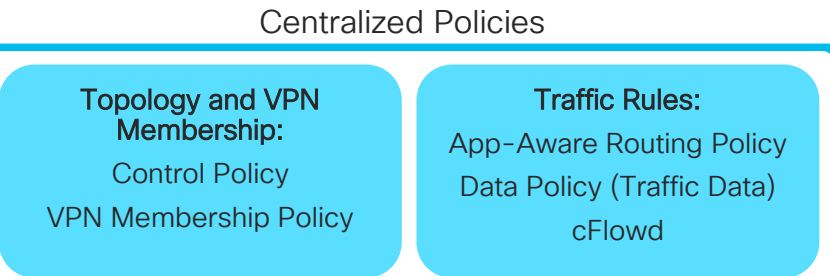 Centralized Policies
Topology and VPN
Membership:
Control Policy
VPN Membership Policy
Traffic Rules:
App-Aware Routing Policy
Data Policy (Traffic Data)
cFlowd